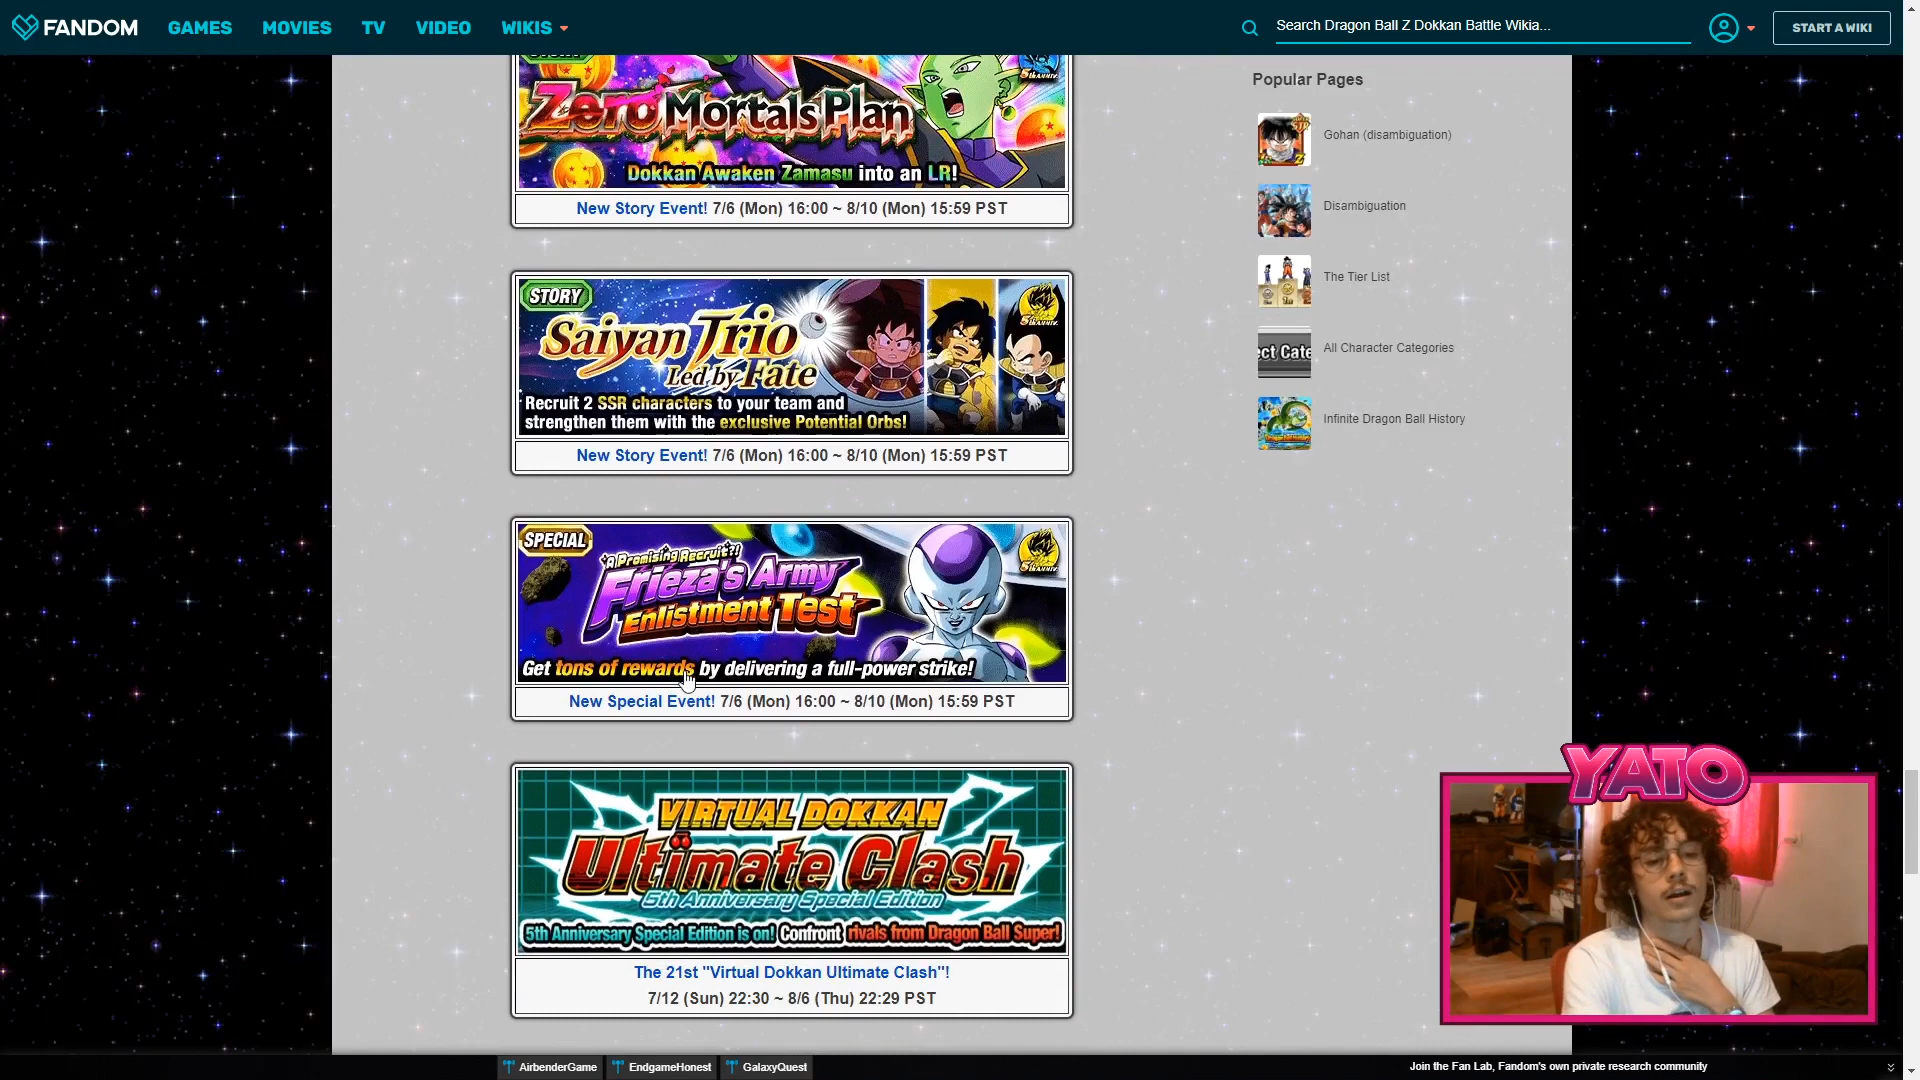 FANDOM
GAMES
MOVIES
TV
VIDEO
WIKIS
Search Dragon Ball Z Dokkan Battle Wikia...
START A WIKI
Zero Mortals Plan
Dokkan Awaken Zamasu into an LR!
New Story Event! 7/6 (Mon) 16:00 ~ 8/10 (Mon) 15:59 PST
STORY
5th ANNIV.
Saiyan Trio
Led by Fate
Recruit 2 SSR characters to your team and
strengthen them with the exclusive Potential Orbs!
New Story Event! 7/6 (Mon) 16:00 ~ 8/10 (Mon) 15:59 PST
SPECIAL
5th ANNIV.
A Promising Recruit?!
Frieza's Army
Enlistment Test
Get tons of rewards by delivering a full-power strike!
New Special Event! 7/6 (Mon) 16:00 ~ 8/10 (Mon) 15:59 PST
VIRTUAL DOKKAN
Ultimate Clash
5th Anniversary Special Edition
5th Anniversary Special Edition is on! Confront rivals from Dragon Ball Super!
The 21st "Virtual Dokkan Ultimate Clash"!
7/12 (Sun) 22:30 ~ 8/6 (Thu) 22:29 PST
Popular Pages
Gohan (disambiguation)
Disambiguation
The Tier List
ect Cate
All Character Categories
Infinite Dragon Ball History
YATO
AirbenderGame
EndgameHonest
GalaxyQuest
Join the Fan Lab, Fandom's own private research community